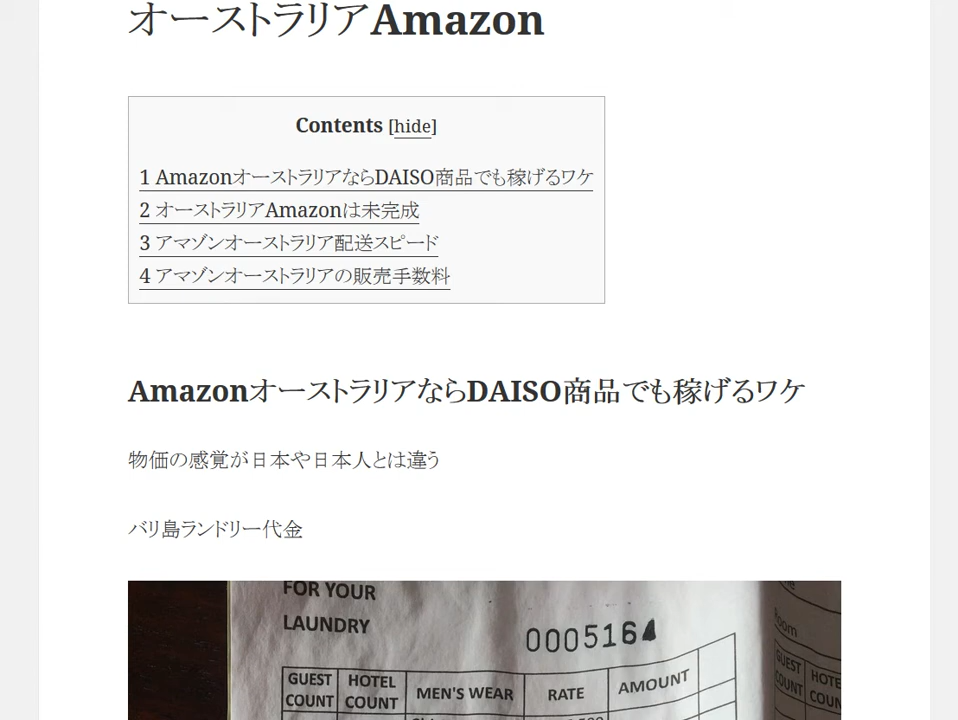 オーストラリアAmazon
Contents [hide]
1 AmazonオーストラリアならDAISO商品でも稼げるワケ
2 オーストラリアAmazonは未完成
3 アマゾンオーストラリア配送スピード
4 アマゾンオーストラリアの販売手数料
AmazonオーストラリアならDAISO商品でも稼げるワケ
物価の感覚が日本や日本人とは違う
バリ島ランドリー代金
FOR YOUR
LAUNDRY
0005164
GUEST COUNT
HOTEL COUNT
MEN'S WEAR
RATE
AMOUNT
Room
GUEST COUNT